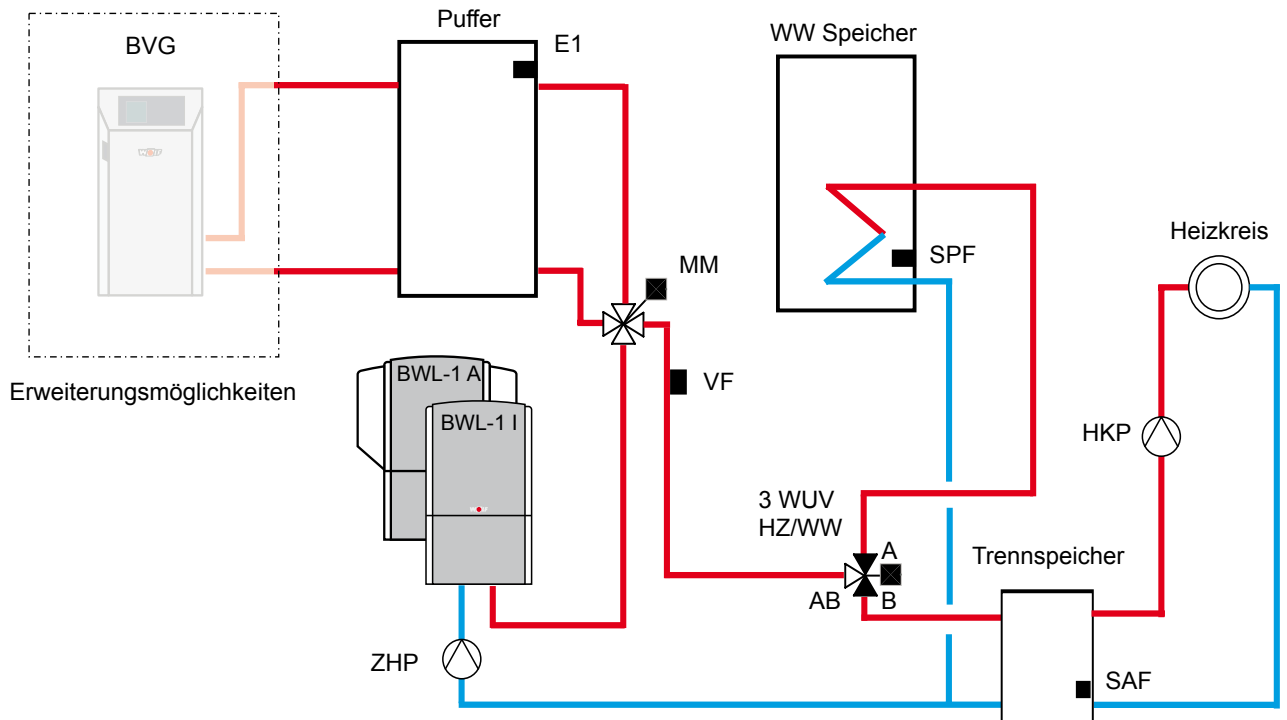 BVG
Puffer
E1
WW Speicher
SPF
Heizkreis
MM
VF
Erweiterungsmöglichkeiten
BWL-1 A
BWL-1 I
HKP
3 WUV
HZ/WW
A
AB
B
Trennspeicher
ZHP
SAF